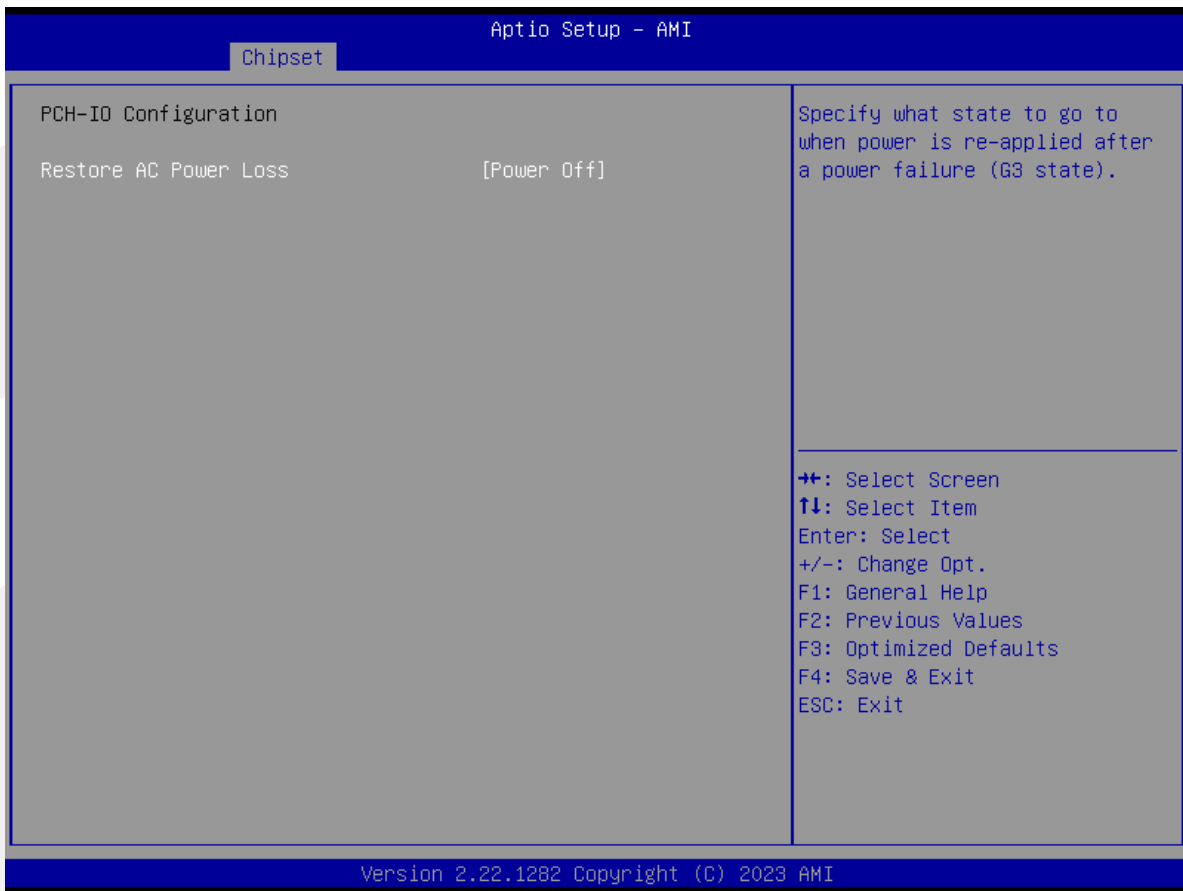 Aptio Setup - AMI
Chipset
PCH-IO Configuration
Restore AC Power Loss [Power Off]
Specify what state to go to
when power is re-applied after
a power failure (G3 state).
→←: Select Screen
↑↓: Select Item
Enter: Select
+/-: Change Opt.
F1: General Help
F2: Previous Values
F3: Optimized Defaults
F4: Save & Exit
ESC: Exit
Version 2.22.1282 Copyright (C) 2023 AMI